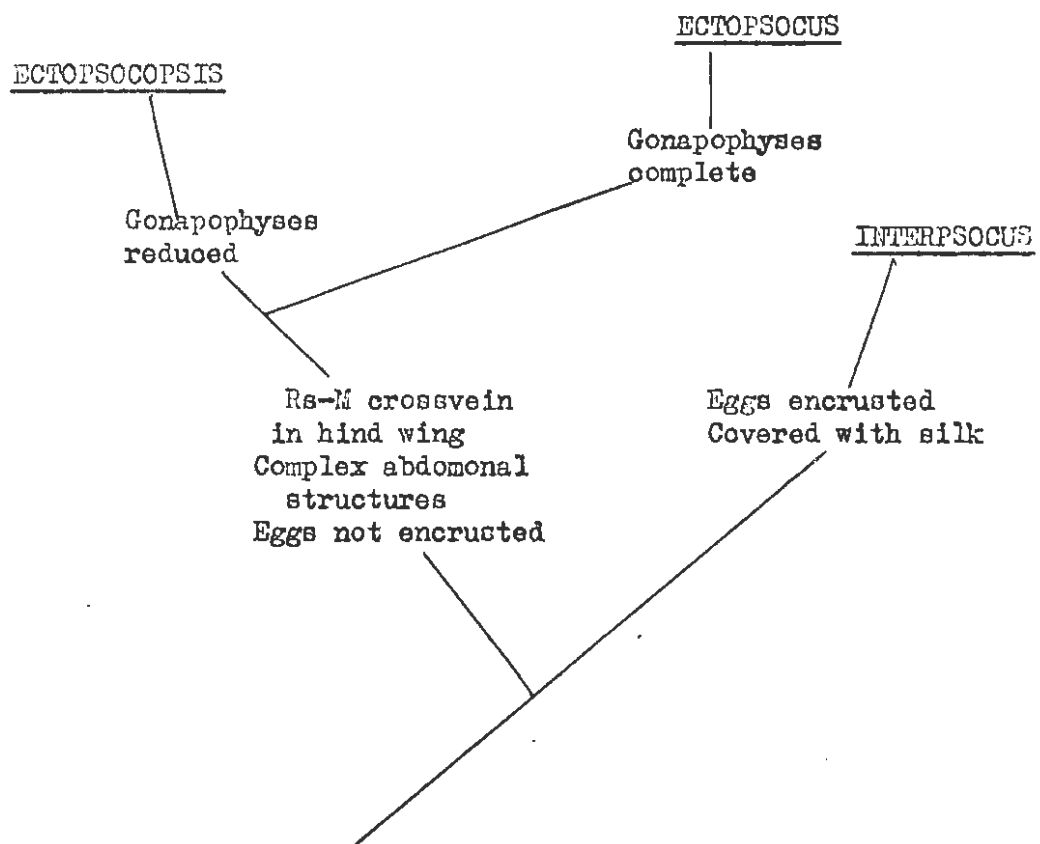 ECTOPSOCUS
ECTOPSOCOPSIS
Gonapophyses
complete
Gonapophyses
reduced
INTERPSOCUS
Rs-M crossvein
in hind wing
Complex abdomonal
structures
Eggs not encrusted
Eggs encrusted
Covered with silk